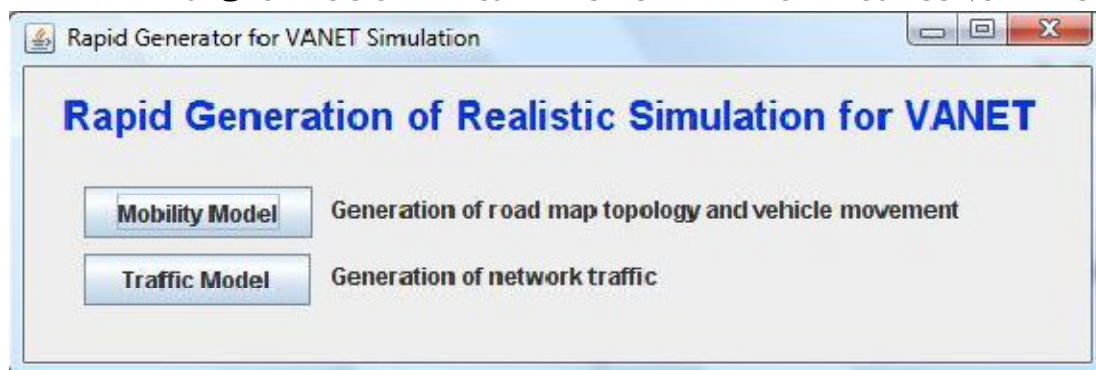 Rapid Generator for VANET Simulation
Rapid Generation of Realistic Simulation for VANET
Mobility Model Generation of road map topology and vehicle movement
Traffic Model Generation of network traffic